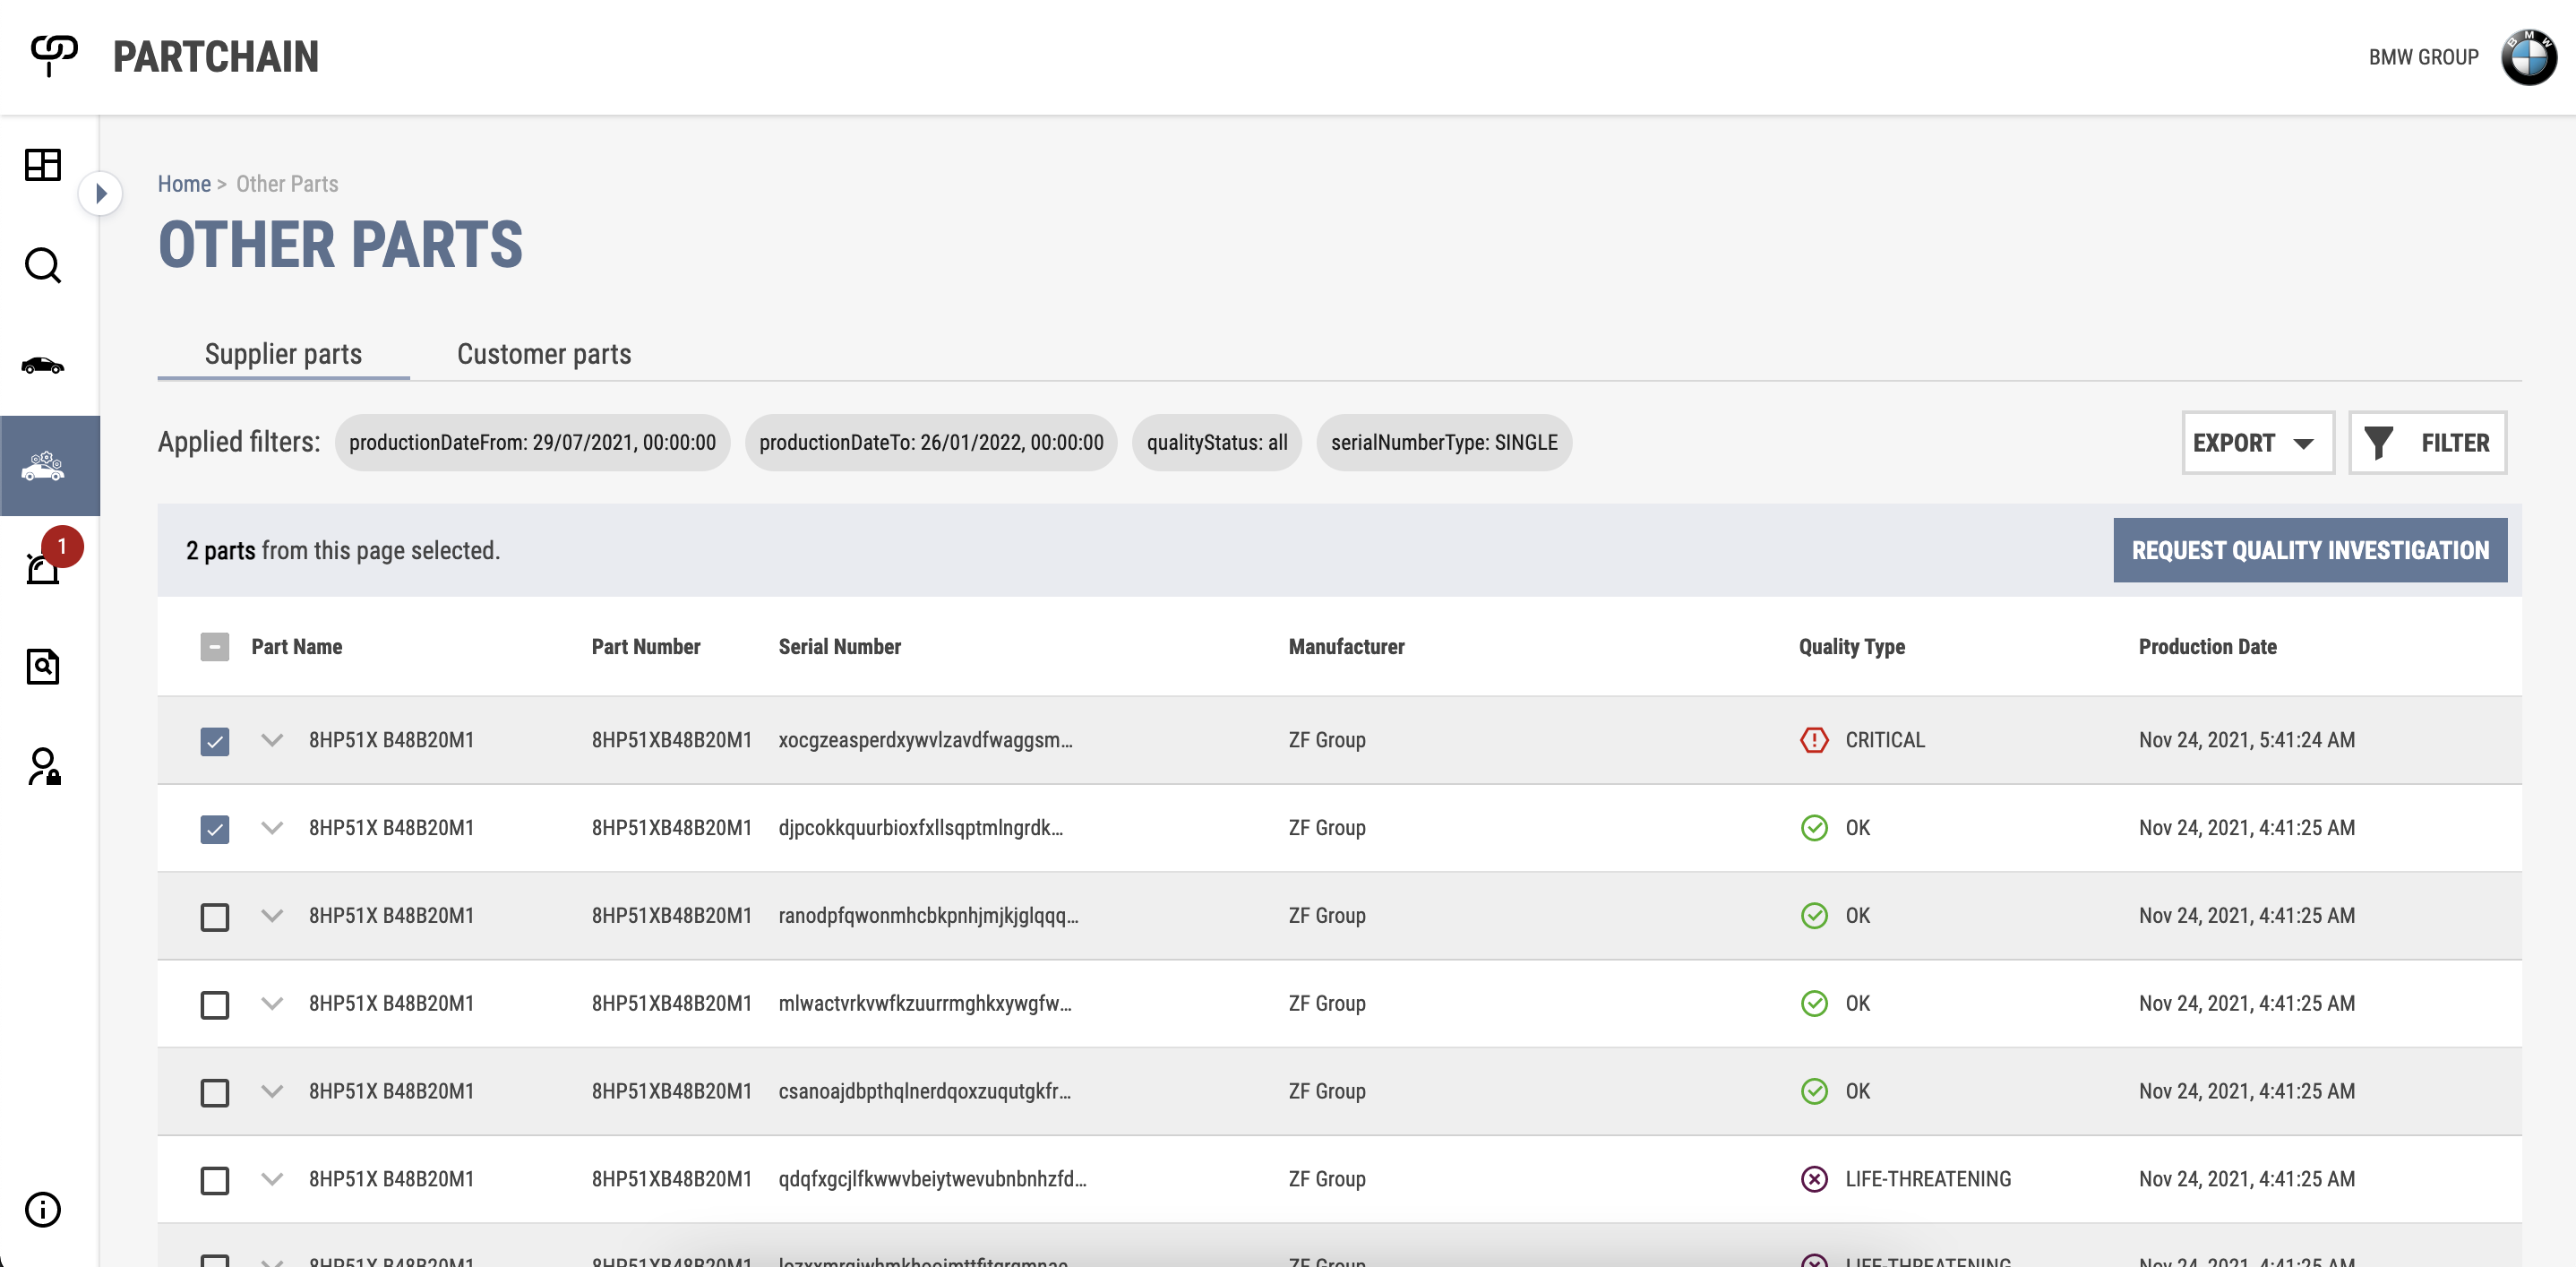 PARTCHAIN
BMW GROUP
BMW
Home > Other Parts
OTHER PARTS
Supplier parts Customer parts
Applied filters: productionDateFrom: 29/07/2021, 00:00:00 productionDateTo: 26/01/2022, 00:00:00 qualityStatus: all serialNumberType: SINGLE EXPORT FILTER
1
2 parts from this page selected. REQUEST QUALITY INVESTIGATION
Part Name Part Number Serial Number Manufacturer Quality Type Production Date
8HP51X B48B20M1 8HP51XB48B20M1 xocgzeasperdxywvlzavdfwaggsm... ZF Group CRITICAL Nov 24, 2021, 5:41:24 AM
8HP51X B48B20M1 8HP51XB48B20M1 djpcokkquurbioxfxllsqptmlngrdk... ZF Group OK Nov 24, 2021, 4:41:25 AM
8HP51X B48B20M1 8HP51XB48B20M1 ranodpfqwonmhcbkpnhjmjkjglqqq... ZF Group OK Nov 24, 2021, 4:41:25 AM
8HP51X B48B20M1 8HP51XB48B20M1 mlwactvrkvwfkzuurrmghkxywgfw... ZF Group OK Nov 24, 2021, 4:41:25 AM
8HP51X B48B20M1 8HP51XB48B20M1 csanoajdbpthqlnerdqoxzuqutgkfr... ZF Group OK Nov 24, 2021, 4:41:25 AM
8HP51X B48B20M1 8HP51XB48B20M1 qdqfxgcjlfkwwvbeiytwevubnbnhzfd... ZF Group LIFE-THREATENING Nov 24, 2021, 4:41:25 AM
8HP51X B48B20M1 8HP51XB48B20M1 ZF Group LIFE-THREATENING Nov 24, 2021, 4:41:25 AM